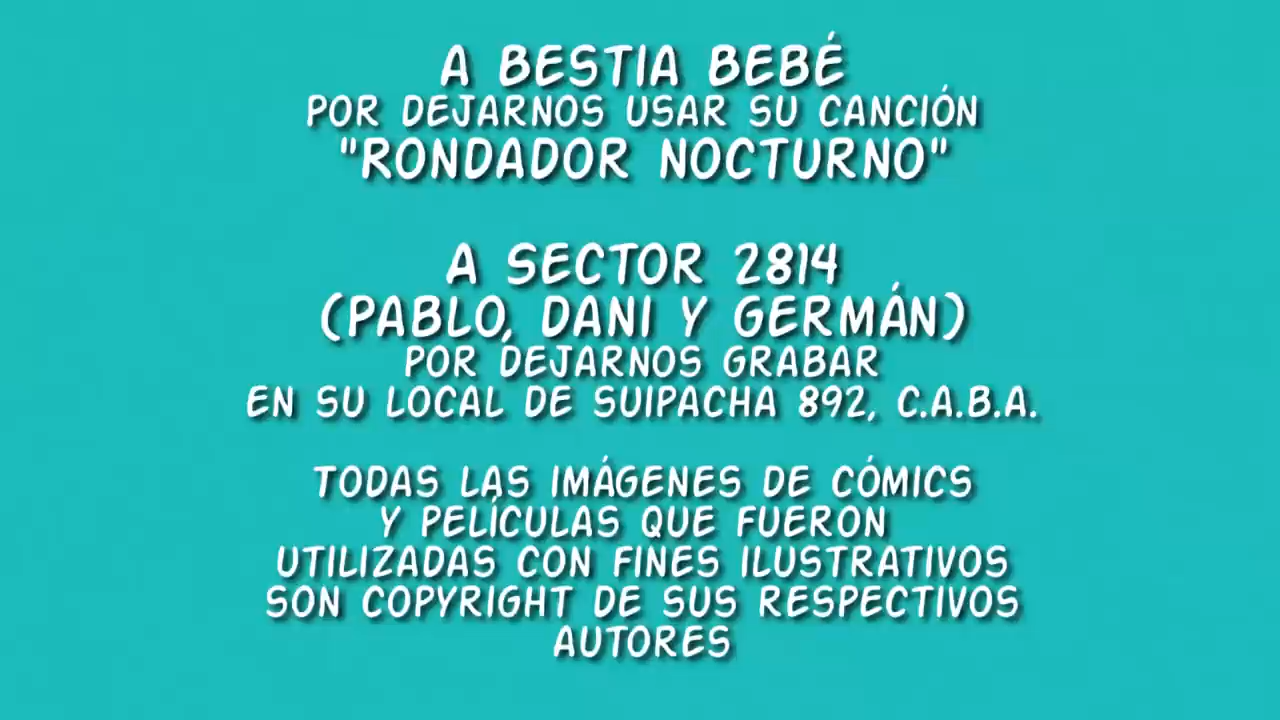 A BESTIA BEBÉ
POR DEJARNOS USAR SU CANCIÓN
"RONDADOR NOCTURNO"
A SECTOR 2814
(PABLO, DANI Y GERMÁN)
POR DEJARNOS GRABAR
EN SU LOCAL DE SUIPACHA 892, C.A.B.A.
TODAS LAS IMÁGENES DE CÓMICS
Y PELÍCULAS QUE FUERON
UTILIZADAS CON FINES ILUSTRATIVOS
SON COPYRIGHT DE SUS RESPECTIVOS
AUTORES